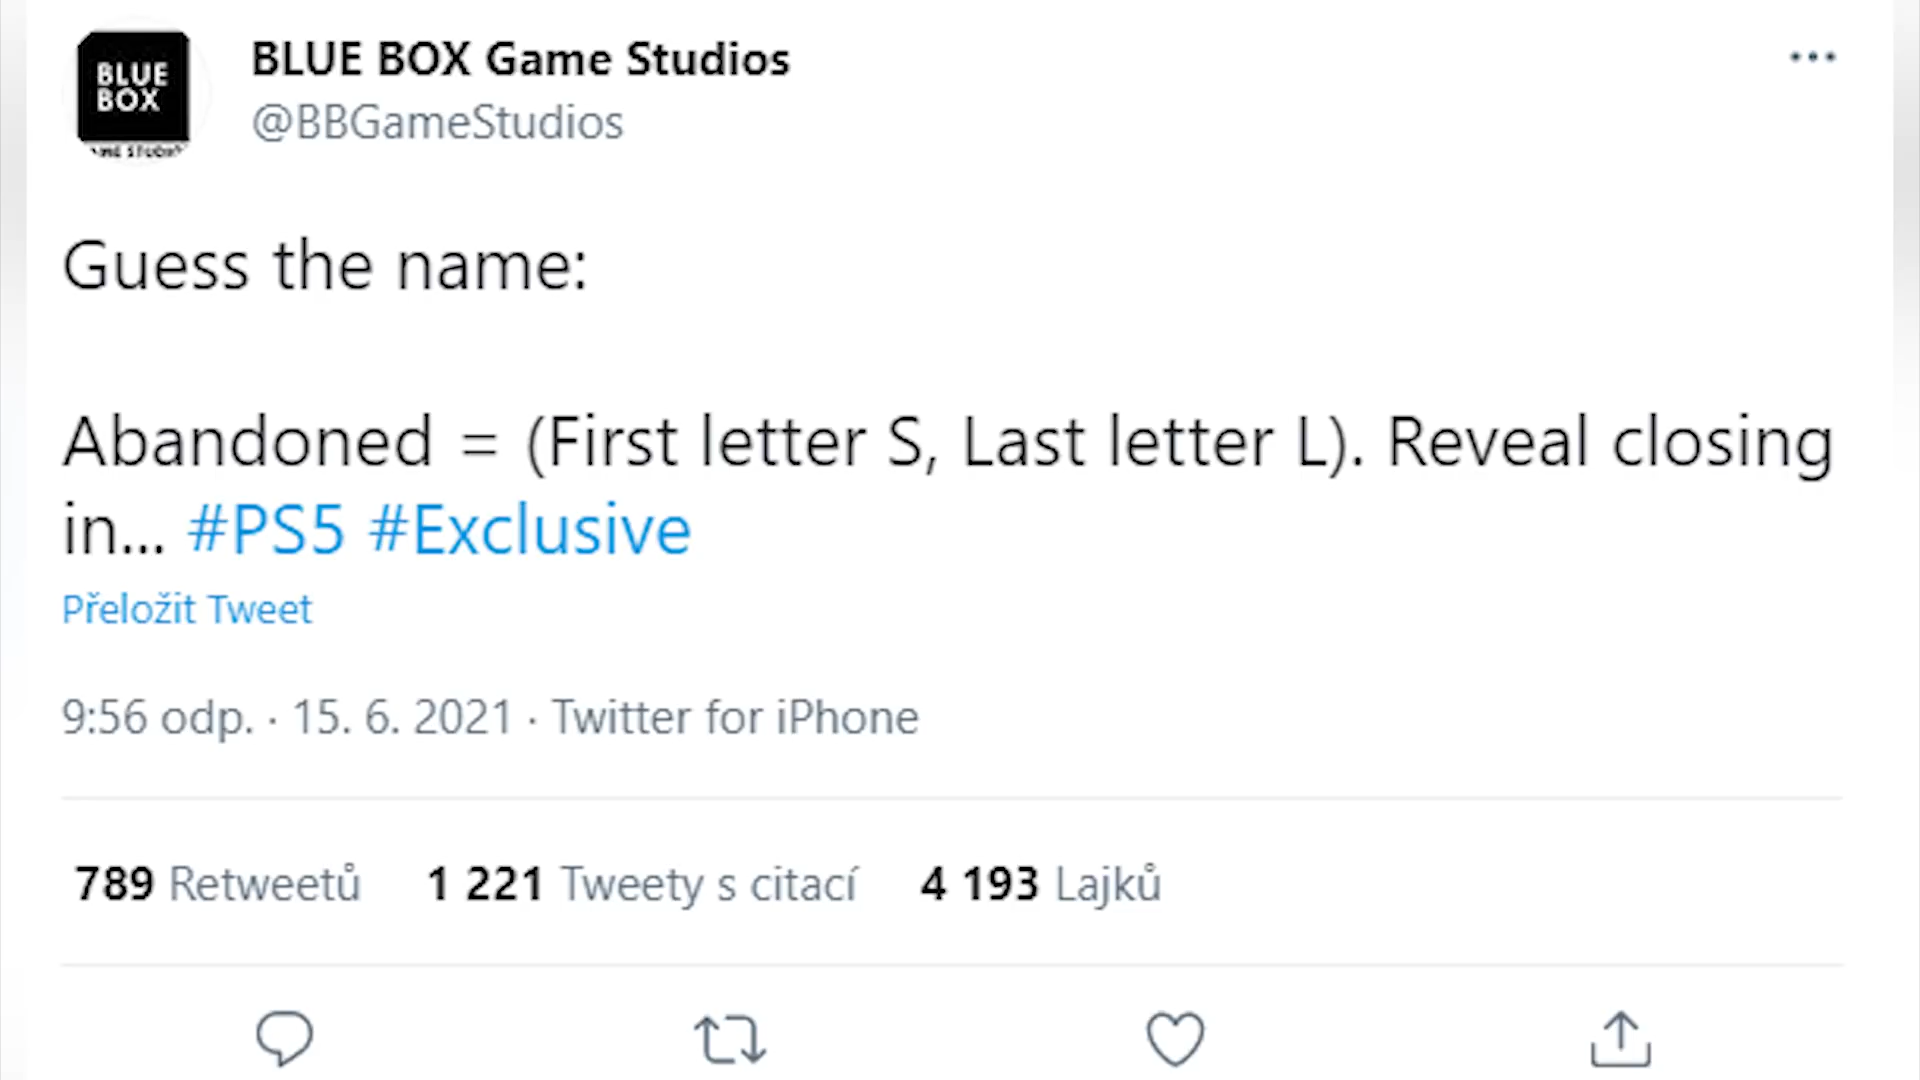 BLUE
BOX
BLUE BOX Game Studios
@BBGameStudios
Guess the name:
Abandoned = (First letter S, Last letter L). Reveal closing
in... #PS5 #Exclusive
Přeložit Tweet
9:56 odp. · 15. 6. 2021 · Twitter for iPhone
789 Retweetů 1 221 Tweety s citací 4 193 Lajků